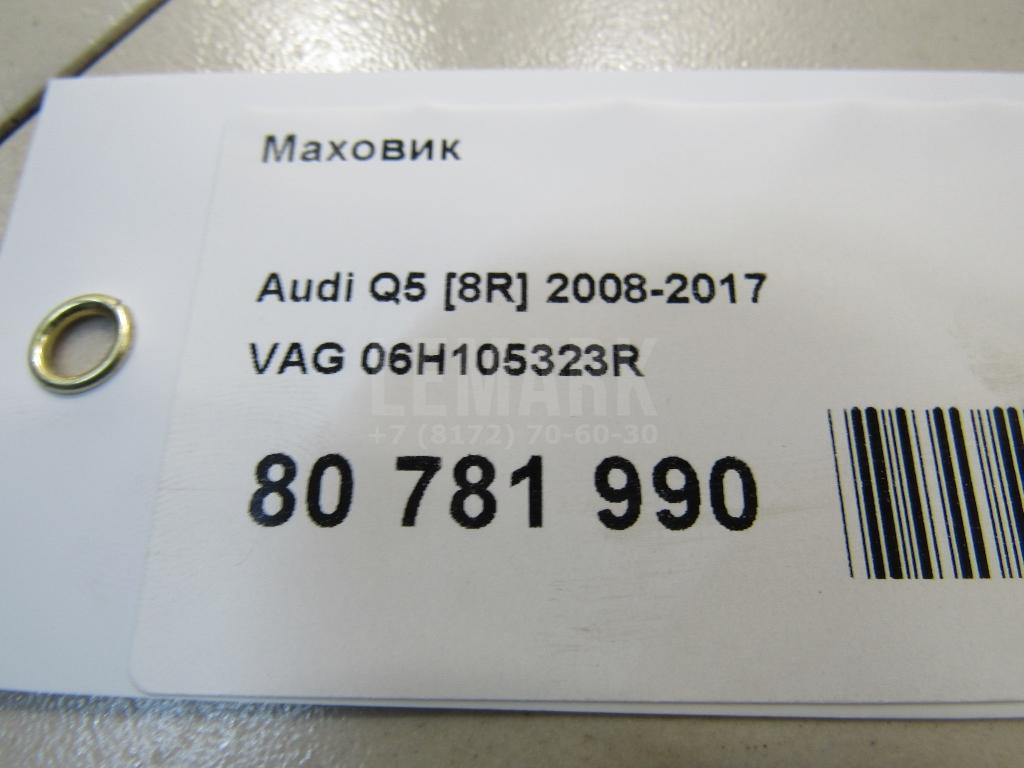 Маховик
Audi Q5 [8R] 2008-2017
VAG 06H105323R
LEMARK
+7 (8172) 70-60-30
80 781 990